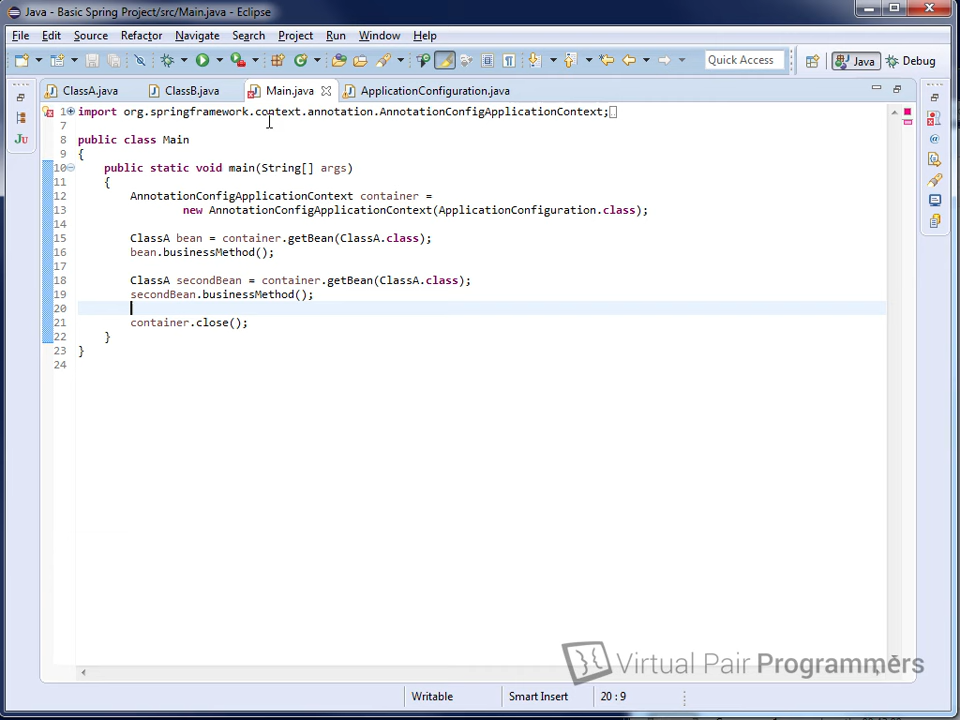 Java - Basic Spring Project/src/Main.java - Eclipse
File Edit Source Refactor Navigate Search Project Run Window Help
Quick Access Java Debug
ClassA.java ClassB.java Main.java ApplicationConfiguration.java
1 import org.springframework.context.annotation.AnnotationConfigApplicationContext;
7
8 public class Main
9 {
10 public static void main(String[] args)
11 {
12 AnnotationConfigApplicationContext container =
13 new AnnotationConfigApplicationContext(ApplicationConfiguration.class);
14
15 ClassA bean = container.getBean(ClassA.class);
16 bean.businessMethod();
17
18 ClassA secondBean = container.getBean(ClassA.class);
19 secondBean.businessMethod();
20
21 container.close();
22 }
23 }
24
Virtual Pair Programmers
Writable Smart Insert 20 : 9